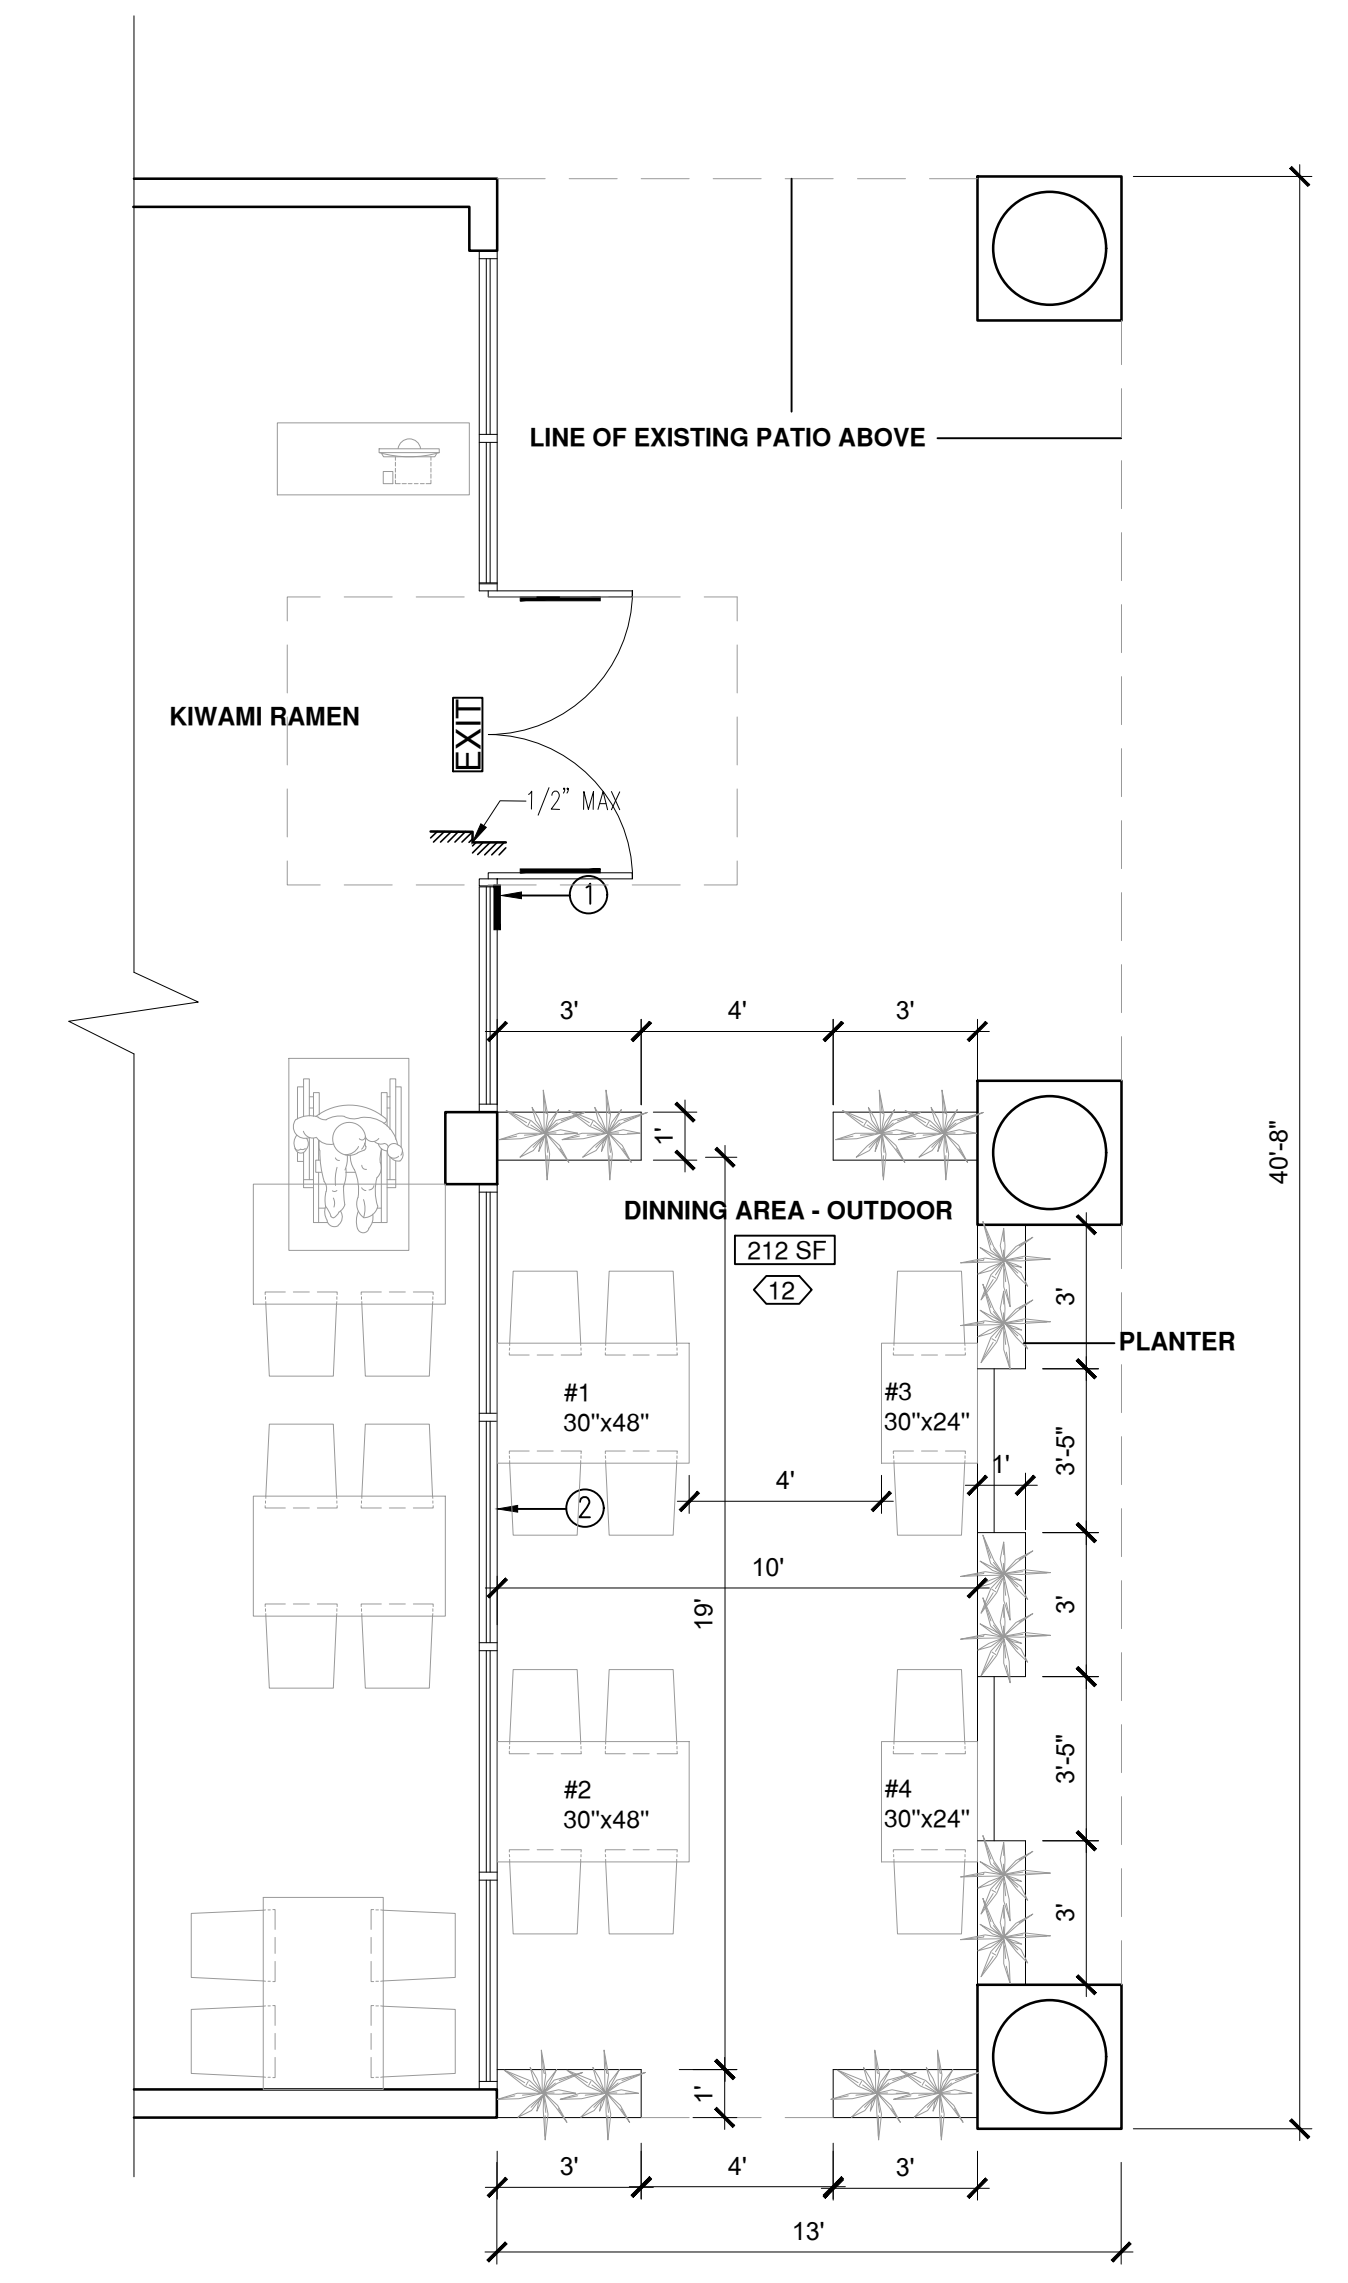 LINE OF EXISTING PATIO ABOVE
KIWAMI RAMEN
EXIT
1/2" MAX
1
3'
4'
3'
1'
40'-8"
DINNING AREA - OUTDOOR
212 SF
12
3'
PLANTER
#1
30"x48"
#3
30"x24"
3'-5"
1'
4'
2
10'
19'
3'
3'-5"
#2
30"x48"
#4
30"x24"
3'
1'
3'
4'
3'
13'